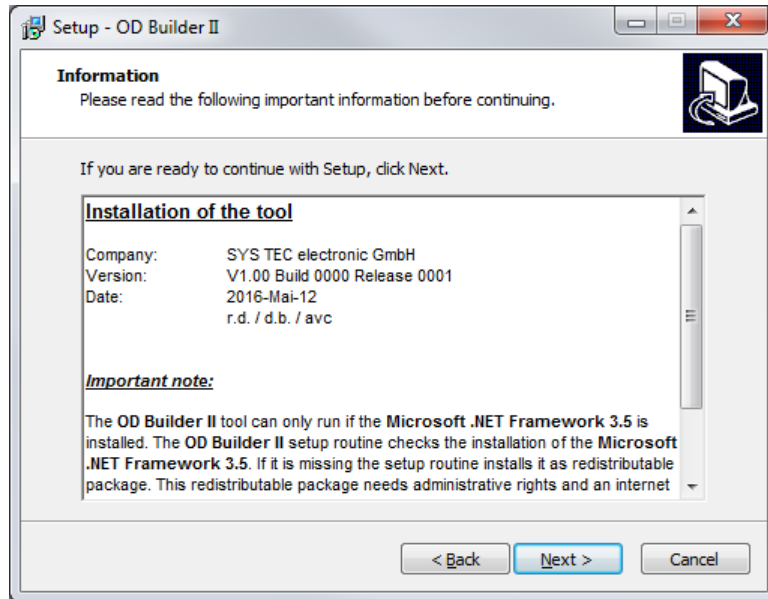 Setup - OD Builder II
Information
Please read the following important information before continuing.
If you are ready to continue with Setup, click Next.
Installation of the tool
Company: SYS TEC electronic GmbH
Version: V1.00 Build 0000 Release 0001
Date: 2016-Mai-12
r.d. / d.b. / avc
Important note:
The OD Builder II tool can only run if the Microsoft .NET Framework 3.5 is
installed. The OD Builder II setup routine checks the installation of the Microsoft
.NET Framework 3.5. If it is missing the setup routine installs it as redistributable
package. This redistributable package needs administrative rights and an internet
< Back Next > Cancel